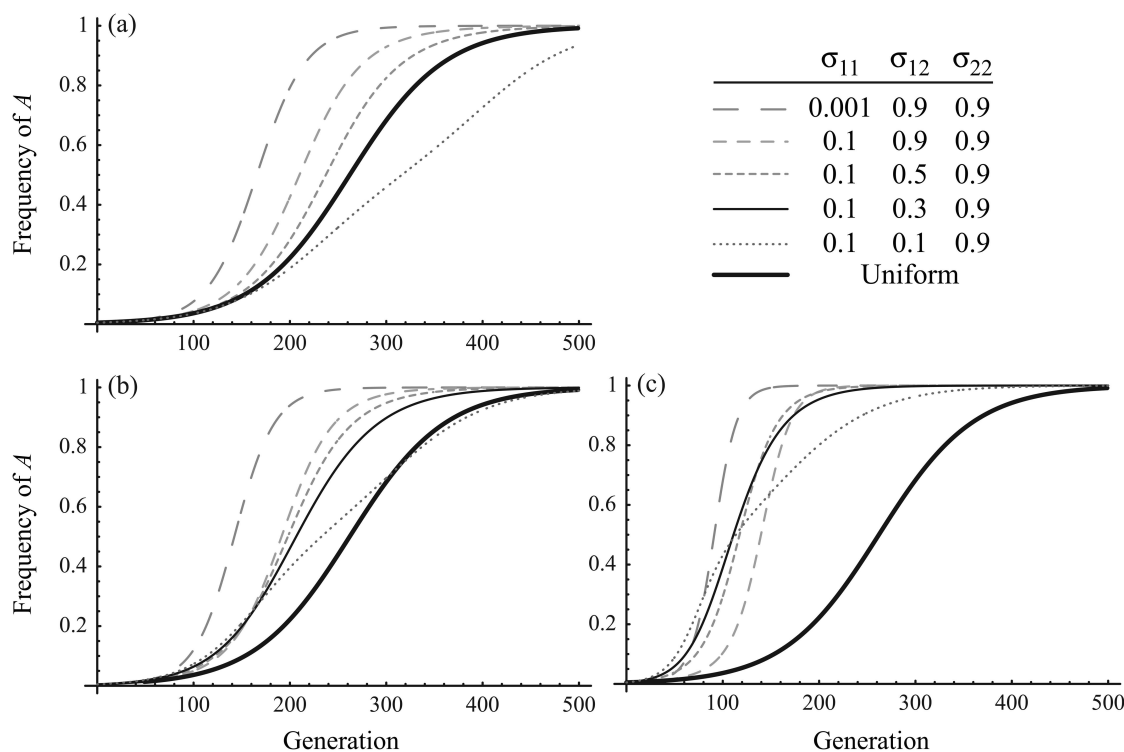 (a)
1
0.8
0.6
0.4
0.2
Frequency of A
100 200 300 400 500
σ11 σ12 σ22
0.001 0.9 0.9
0.1 0.9 0.9
0.1 0.5 0.9
0.1 0.3 0.9
0.1 0.1 0.9
Uniform
(b)
1
0.8
0.6
0.4
0.2
Frequency of A
100 200 300 400 500
Generation
(c)
1
0.8
0.6
0.4
0.2
100 200 300 400 500
Generation